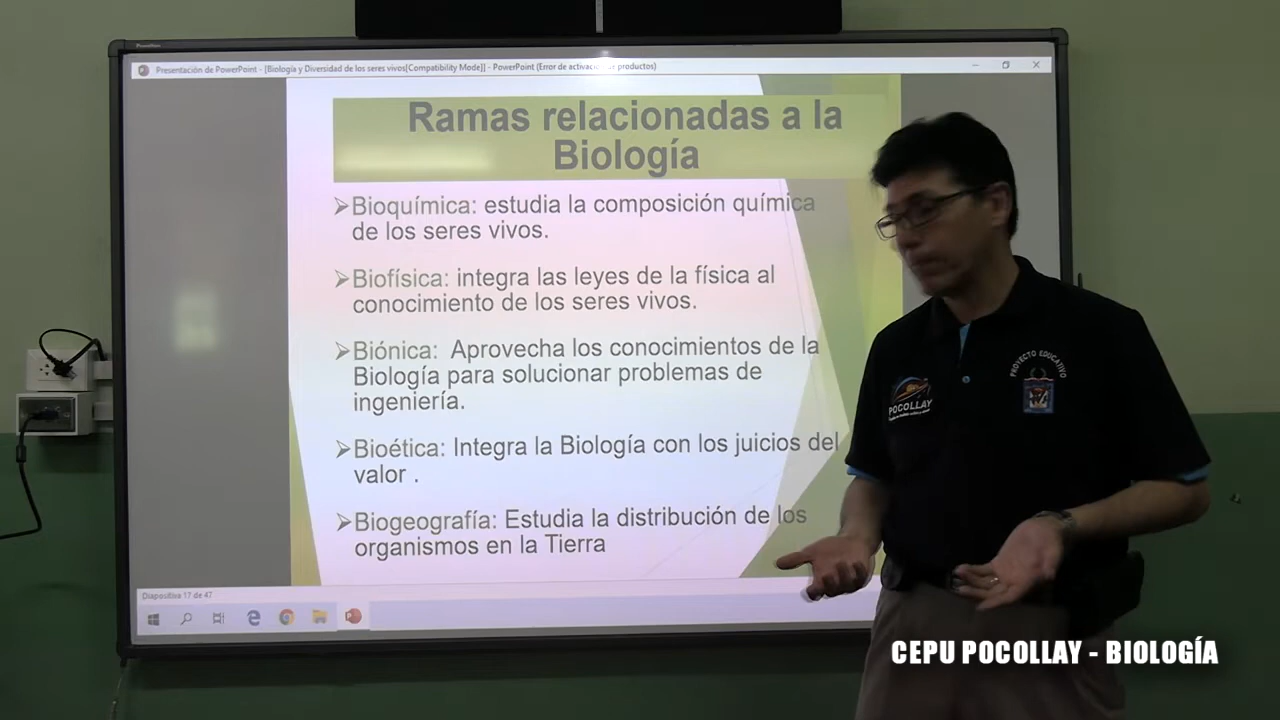 Presentación de PowerPoint - [Biología y Diversidad de los seres vivos[Compatibility Mode]] - PowerPoint (Error de activación de productos)
Ramas relacionadas a la
Biología
➢Bioquímica: estudia la composición química
de los seres vivos.
➢Biofísica: integra las leyes de la física al
conocimiento de los seres vivos.
➢Biónica: Aprovecha los conocimientos de la
Biología para solucionar problemas de
ingeniería.
➢Bioética: Integra la Biología con los juicios del
valor .
➢Biogeografía: Estudia la distribución de los
organismos en la Tierra
Diapositiva 17 de 47
POCOLLAY
PROYECTO EDUCATIVO
CEPU POCOLLAY - BIOLOGÍA